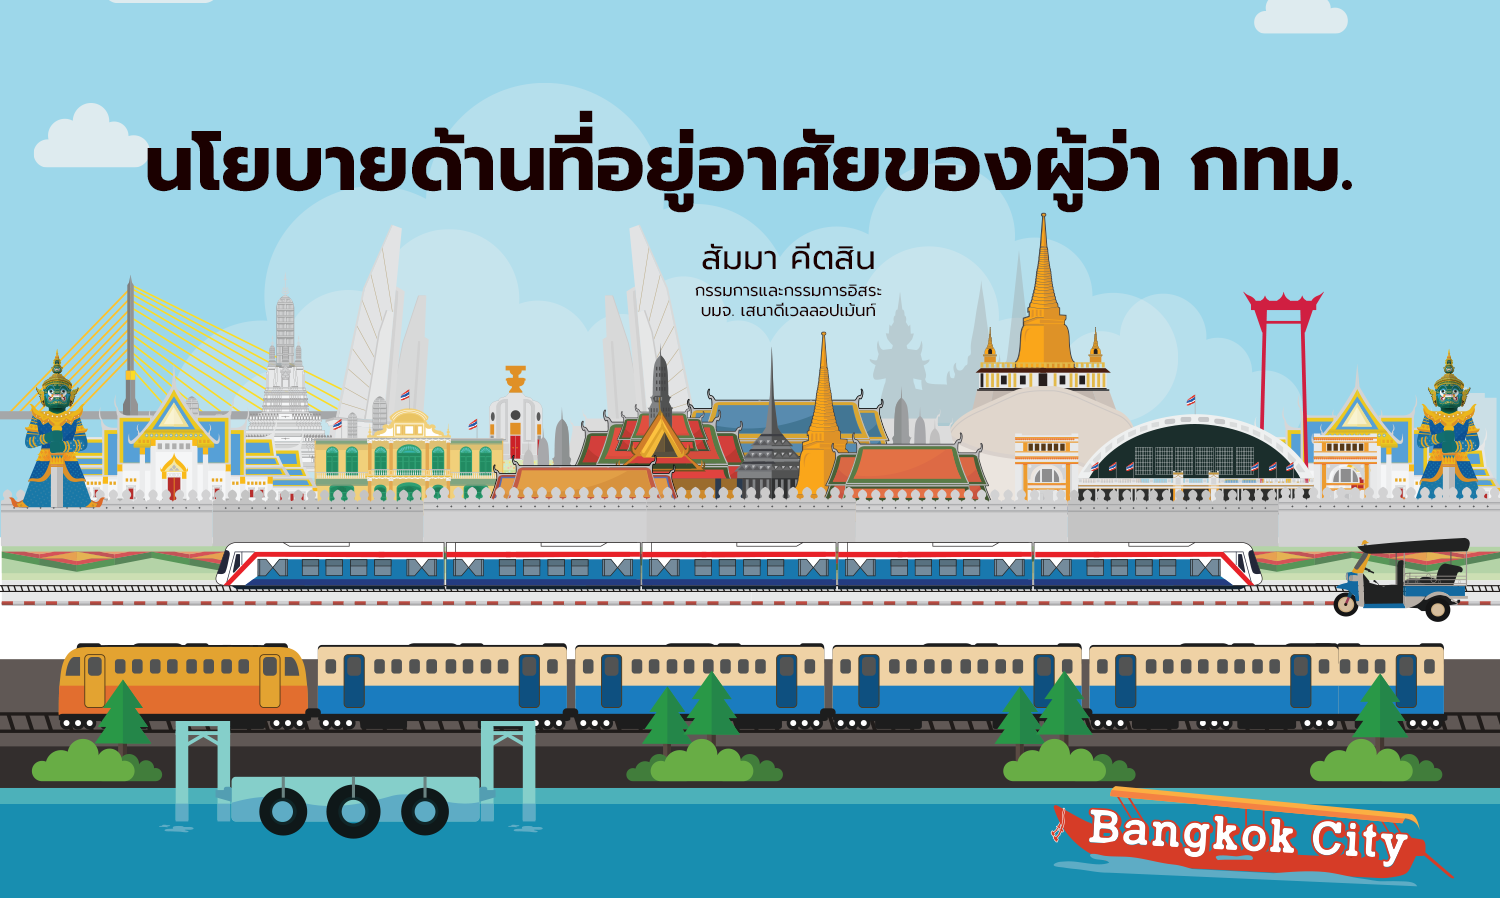 นโยบายด้านที่อยู่อาศัยของผู้ว่า กทม.
สัมมา คีตสิน
กรรมการและกรรมการอิสระ
บมจ. เสนาดีเวลลอปเม้นท์
Bangkok City